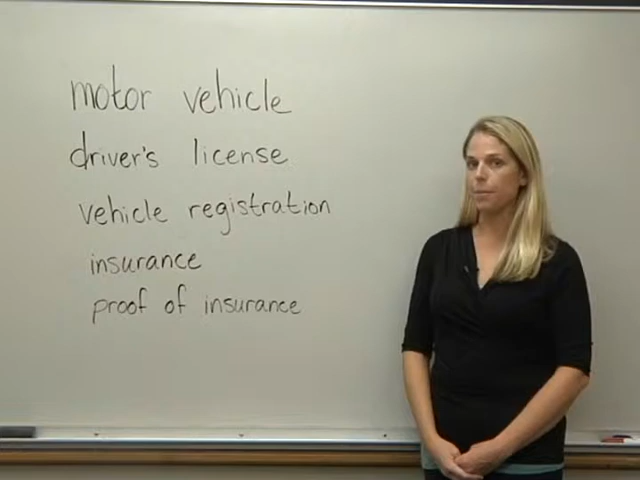 motor vehicle
driver's license
vehicle registration
insurance
proof of insurance